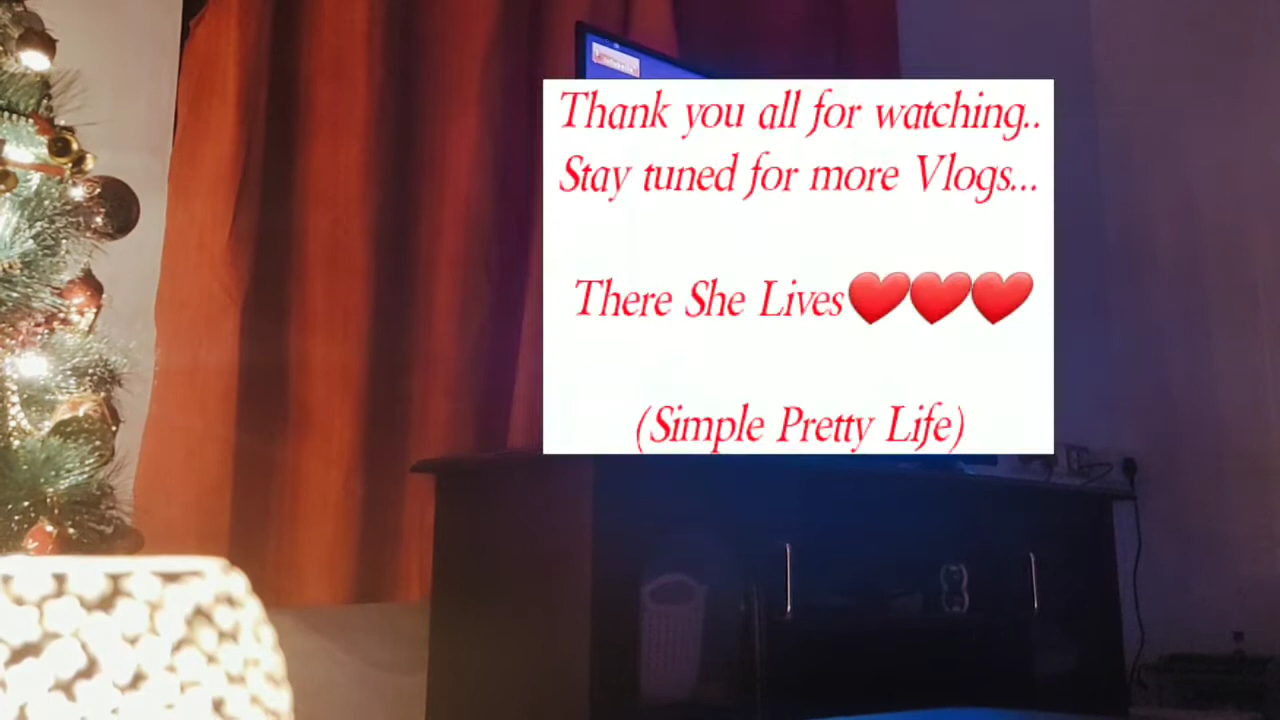 Thank you all for watching..
Stay tuned for more Vlogs...
There She Lives❤️❤️❤️
(Simple Pretty Life)